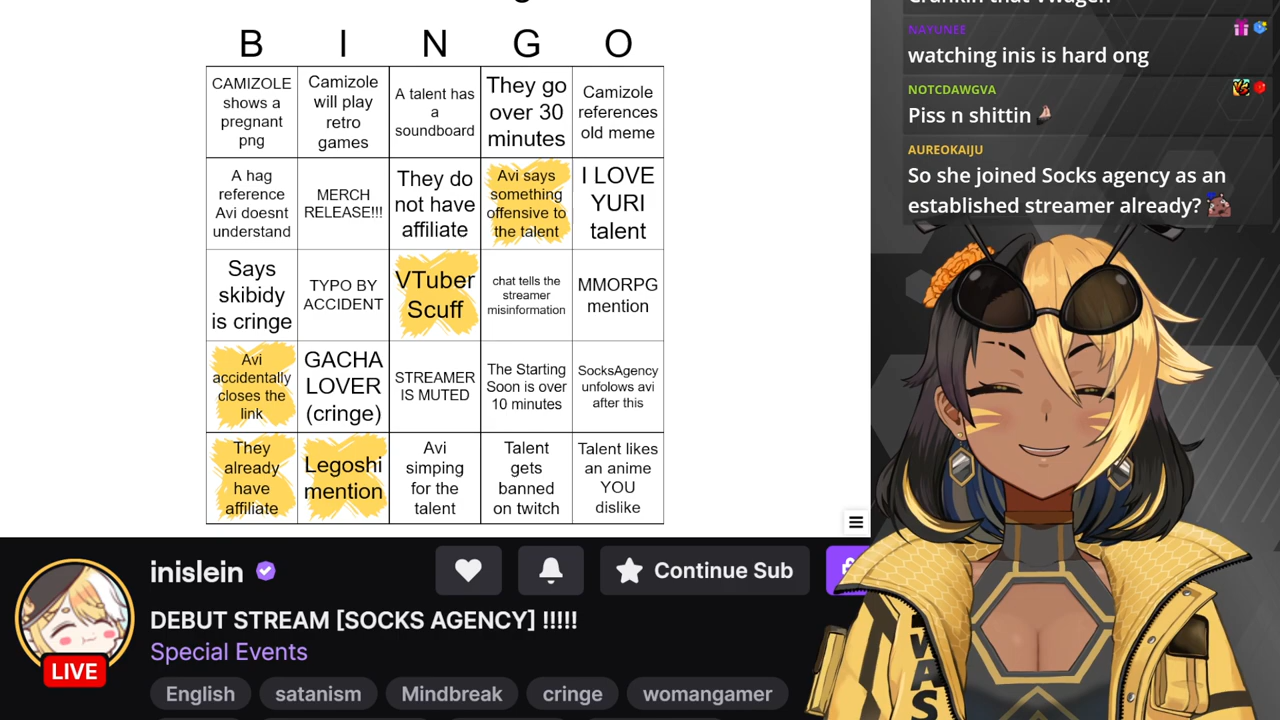 B I N G O
CAMIZOLE
shows a
pregnant
png
Camizole
will play
retro
games
A talent has
a
soundboard
They go
over 30
minutes
Camizole
references
old meme
A hag
reference
Avi doesnt
understand
MERCH
RELEASE!!!
They do
not have
affiliate
Avi says
something
offensive to
the talent
I LOVE
YURI
talent
Says
skibidy
is cringe
TYPO BY
ACCIDENT
VTuber
Scuff
chat tells the
streamer
misinformation
MMORPG
mention
Avi
accidentally
closes the
link
GACHA
LOVER
(cringe)
STREAMER
IS MUTED
The Starting
Soon is over
10 minutes
SocksAgency
unfolows avi
after this
They
already
have
affiliate
Legoshi
mention
Avi
simping
for the
talent
Talent
gets
banned
on twitch
Talent likes
an anime
YOU
dislike
NAYUNEE
watching inis is hard ong
NOTCDAWGVA
Piss n shittin
AUREOKAIJU
So she joined Socks agency as an
established streamer already?
inislein
Continue Sub
DEBUT STREAM [SOCKS AGENCY] !!!!!
Special Events
LIVE
English satanism Mindbreak cringe womangamer